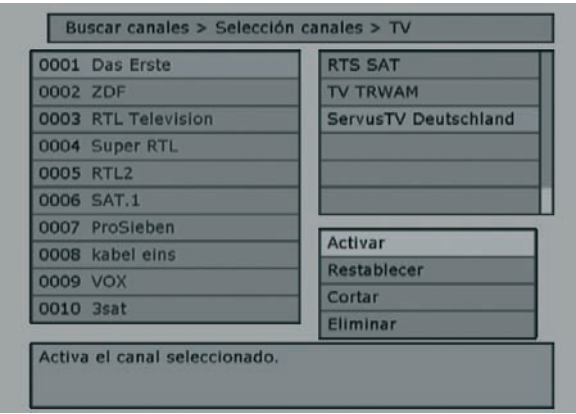 Buscar canales > Selección canales > TV
0001 Das Erste
0002 ZDF
0003 RTL Television
0004 Super RTL
0005 RTL2
0006 SAT.1
0007 ProSieben
0008 kabel eins
0009 VOX
0010 3sat
RTS SAT
TV TRWAM
ServusTV Deutschland
Activar
Restablecer
Cortar
Eliminar
Activa el canal seleccionado.